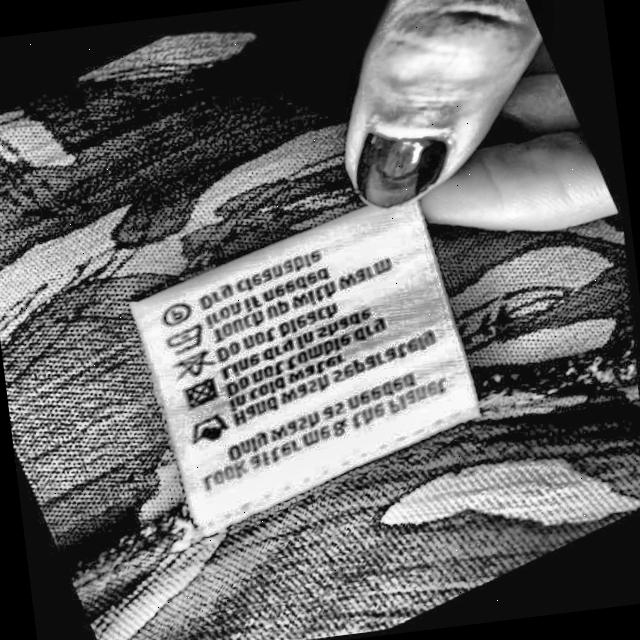 Look after me & the planet
Only wash as needed
Hand wash separately
in cold water
Do not tumble dry
Line dry in shade
Do not bleach
Touch up with warm
iron if needed
Dry cleanable